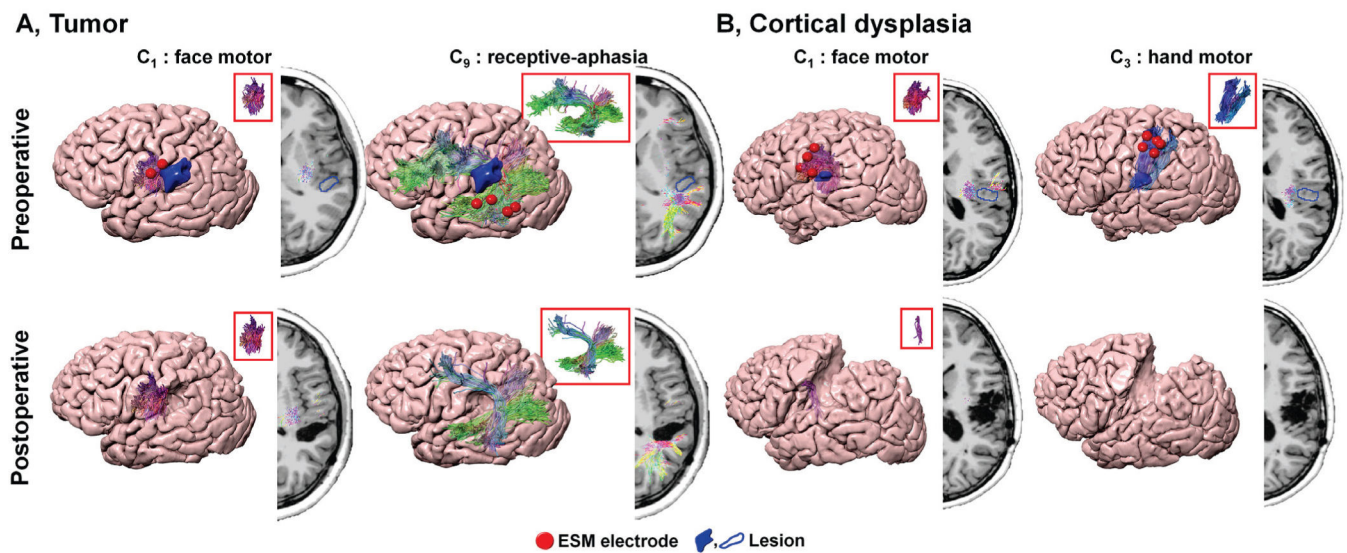 A, Tumor
B, Cortical dysplasia
C1 : face motor
C9 : receptive-aphasia
C1 : face motor
C3 : hand motor
Preoperative
Postoperative
ESM electrode
, Lesion